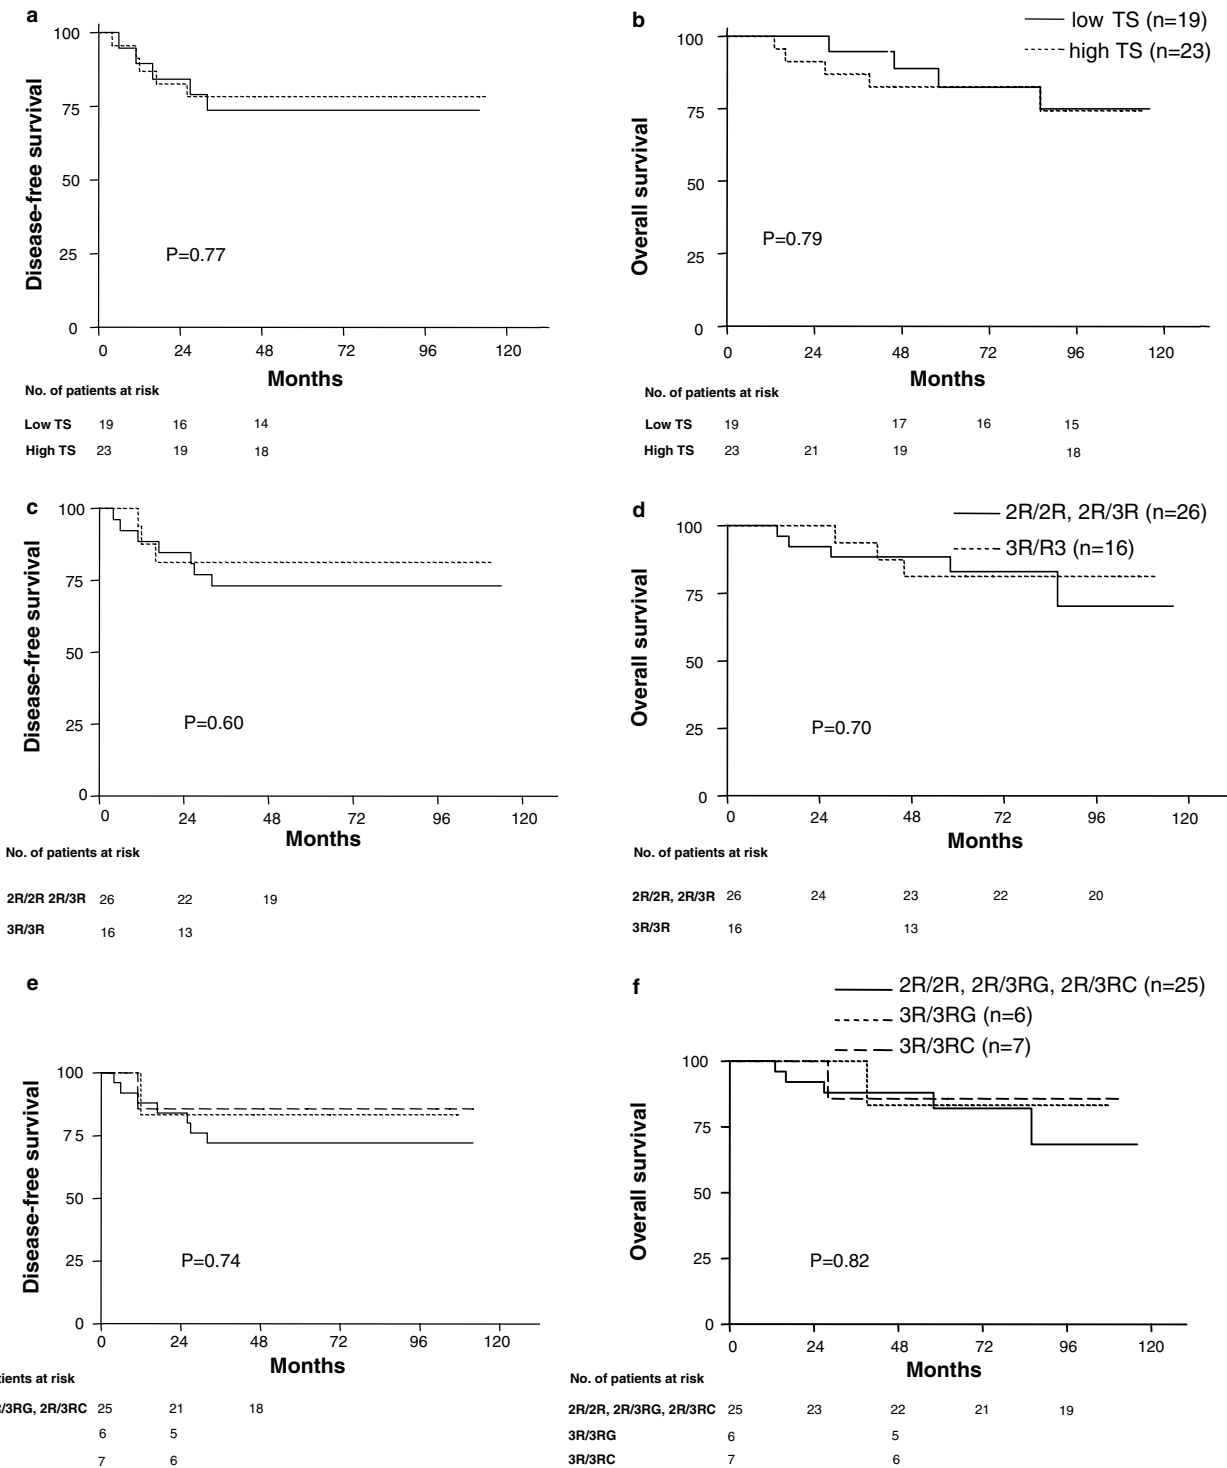 a
100
75
50
25
0
Disease-free survival
P=0.77
0 24 48 72 96 120
Months
No. of patients at risk
Low TS 19 16 14
High TS 23 19 18
b
low TS (n=19)
high TS (n=23)
100
75
50
25
0
Overall survival
P=0.79
0 24 48 72 96 120
Months
No. of patients at risk
Low TS 19 17 16 15
High TS 23 21 19 18
c
100
75
50
25
0
Disease-free survival
P=0.60
0 24 48 72 96 120
Months
No. of patients at risk
2R/2R 2R/3R 26 22 19
3R/3R 16 13
d
2R/2R, 2R/3R (n=26)
3R/R3 (n=16)
100
75
50
25
0
Overall survival
P=0.70
0 24 48 72 96 120
Months
No. of patients at risk
2R/2R, 2R/3R 26 24 23 22 20
3R/3R 16 13
e
100
75
50
25
0
Disease-free survival
P=0.74
0 24 48 72 96 120
Months
tients at risk
R/3RG, 2R/3RC 25 21 18
6 5
7 6
f
2R/2R, 2R/3RG, 2R/3RC (n=25)
3R/3RG (n=6)
3R/3RC (n=7)
100
75
50
25
0
Overall survival
P=0.82
0 24 48 72 96 120
Months
No. of patients at risk
2R/2R, 2R/3RG, 2R/3RC 25 23 22 21 19
3R/3RG 6 5
3R/3RC 7 6